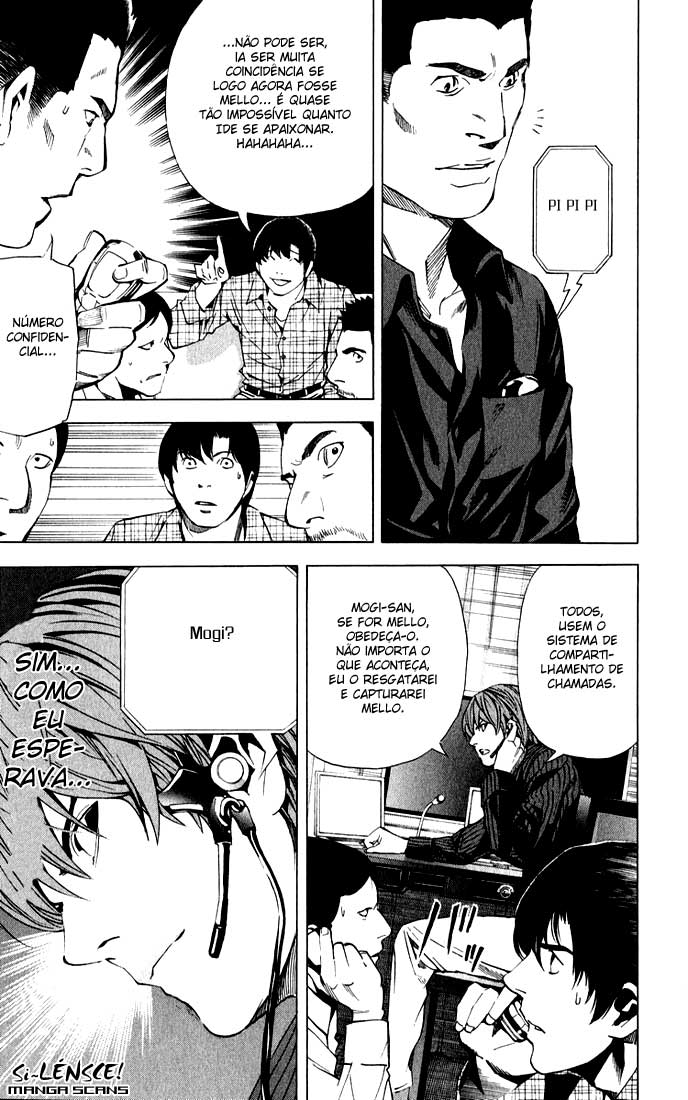 PI PI PI
...NÃO PODE SER,
IA SER MUITA
COINCIDÊNCIA SE
LOGO AGORA FOSSE
MELLO... É QUASE
TÃO IMPOSSÍVEL QUANTO
IDE SE APAIXONAR.
HAHAHAHA...
NÚMERO
CONFIDEN-
CIAL...
TODOS,
USEM O
SISTEMA DE
COMPARTI-
LHAMENTO DE
CHAMADAS.
MOGI-SAN,
SE FOR MELLO,
OBEDEÇA-O.
NÃO IMPORTA O
QUE ACONTEÇA,
EU O RESGATAREI
E CAPTURAREI
MELLO.
Mogi?
SIM...
COMO
EU
ESPE-
RAVA...
Si-LÉNSCE!
MANGA SCANS